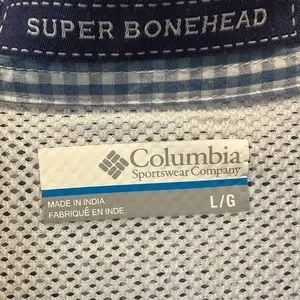 SUPER BONEHEAD
Columbia
Sportswear Company
MADE IN INDIA
FABRIQUÉ EN INDE
L/G